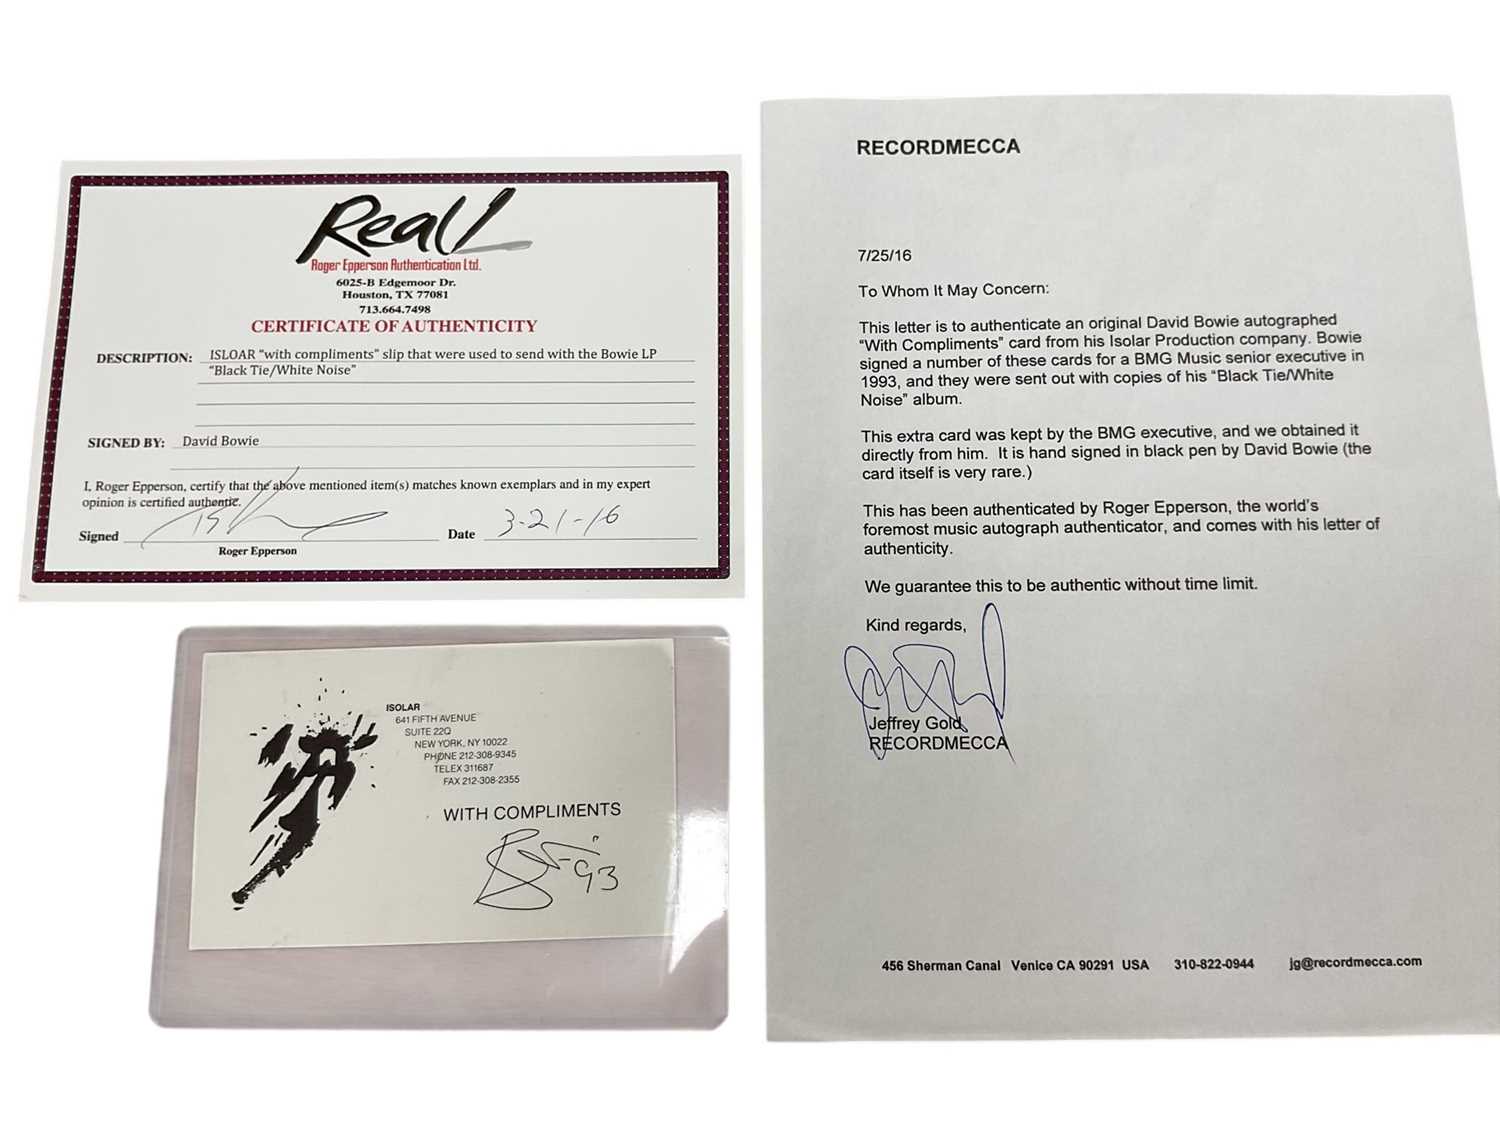 Real!
Roger Epperson Authentication Ltd.
6025-B Edgemoor Dr.
Houston, TX 77081
713.664.7498
CERTIFICATE OF AUTHENTICITY
DESCRIPTION: ISLOAR “with compliments” slip that were used to send with the Bowie LP
“Black Tie/White Noise”
SIGNED BY: David Bowie
I, Roger Epperson, certify that the above mentioned item(s) matches known exemplars and in my expert
opinion is certified authentic.
Signed Date 3-21-16
Roger Epperson
ISOLAR
641 FIFTH AVENUE
SUITE 22Q
NEW YORK, NY 10022
PHONE 212-308-9345
TELEX 311687
FAX 212-308-2355
WITH COMPLIMENTS
93
RECORDMECCA
7/25/16
To Whom It May Concern:
This letter is to authenticate an original David Bowie autographed
“With Compliments” card from his Isolar Production company. Bowie
signed a number of these cards for a BMG Music senior executive in
1993, and they were sent out with copies of his “Black Tie/White
Noise” album.
This extra card was kept by the BMG executive, and we obtained it
directly from him. It is hand signed in black pen by David Bowie (the
card itself is very rare.)
This has been authenticated by Roger Epperson, the world’s
foremost music autograph authenticator, and comes with his letter of
authenticity.
We guarantee this to be authentic without time limit.
Kind regards,
Jeffrey Gold
RECORDMECCA
456 Sherman Canal Venice CA 90291 USA 310-822-0944 jg@recordmecca.com